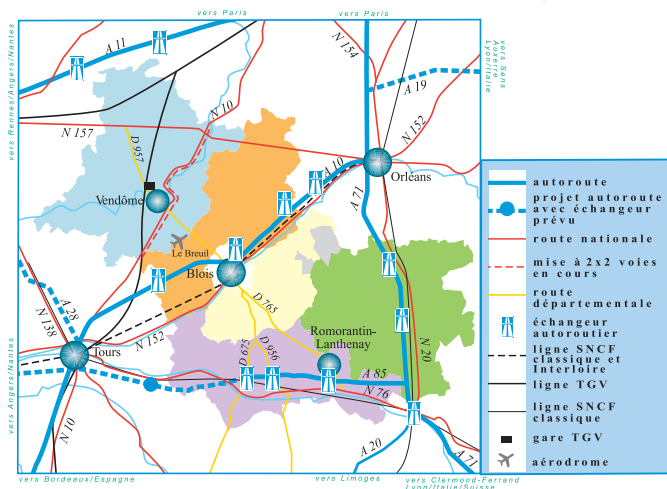 vers Paris
vers Paris
vers Rennes/Angers/Nantes
vers Sens
Auxerre
Lyon/Italie
A 11
N 154
A 19
N 10
N 152
N 157
D 957
A 10
Orléans
Vendôme
A 71
Le Breuil
Blois
A 28
N 138
D 765
N 152
Romorantin-
Lanthenay
Tours
D 675
D 956
N 20
A 85
N 76
vers Angers/Nantes
N 10
A 20
A 71
vers Bordeaux/Espagne
vers Limoges
vers Clermond-Ferrand
Lyon/Italie/Suisse
autoroute
projet autoroute
avec échangeur
prévu
route nationale
mise à 2x2 voies
en cours
route
départementale
échangeur
autoroutier
ligne SNCF
classique et
Interloire
ligne TGV
ligne SNCF
classique
gare TGV
aérodrome